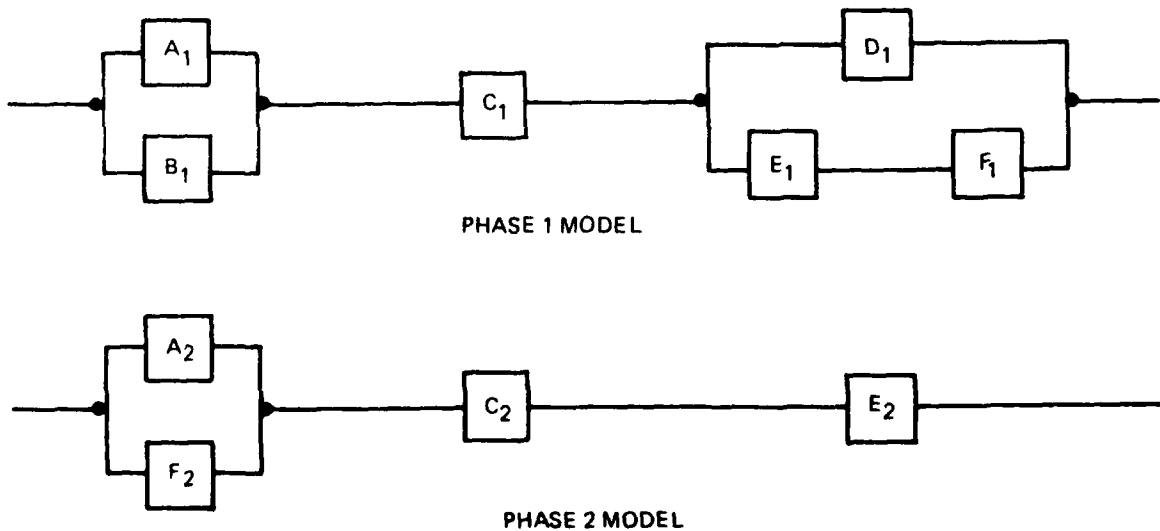 A1
D1
C1
B1
E1
F1
PHASE 1 MODEL
A2
C2
E2
F2
PHASE 2 MODEL